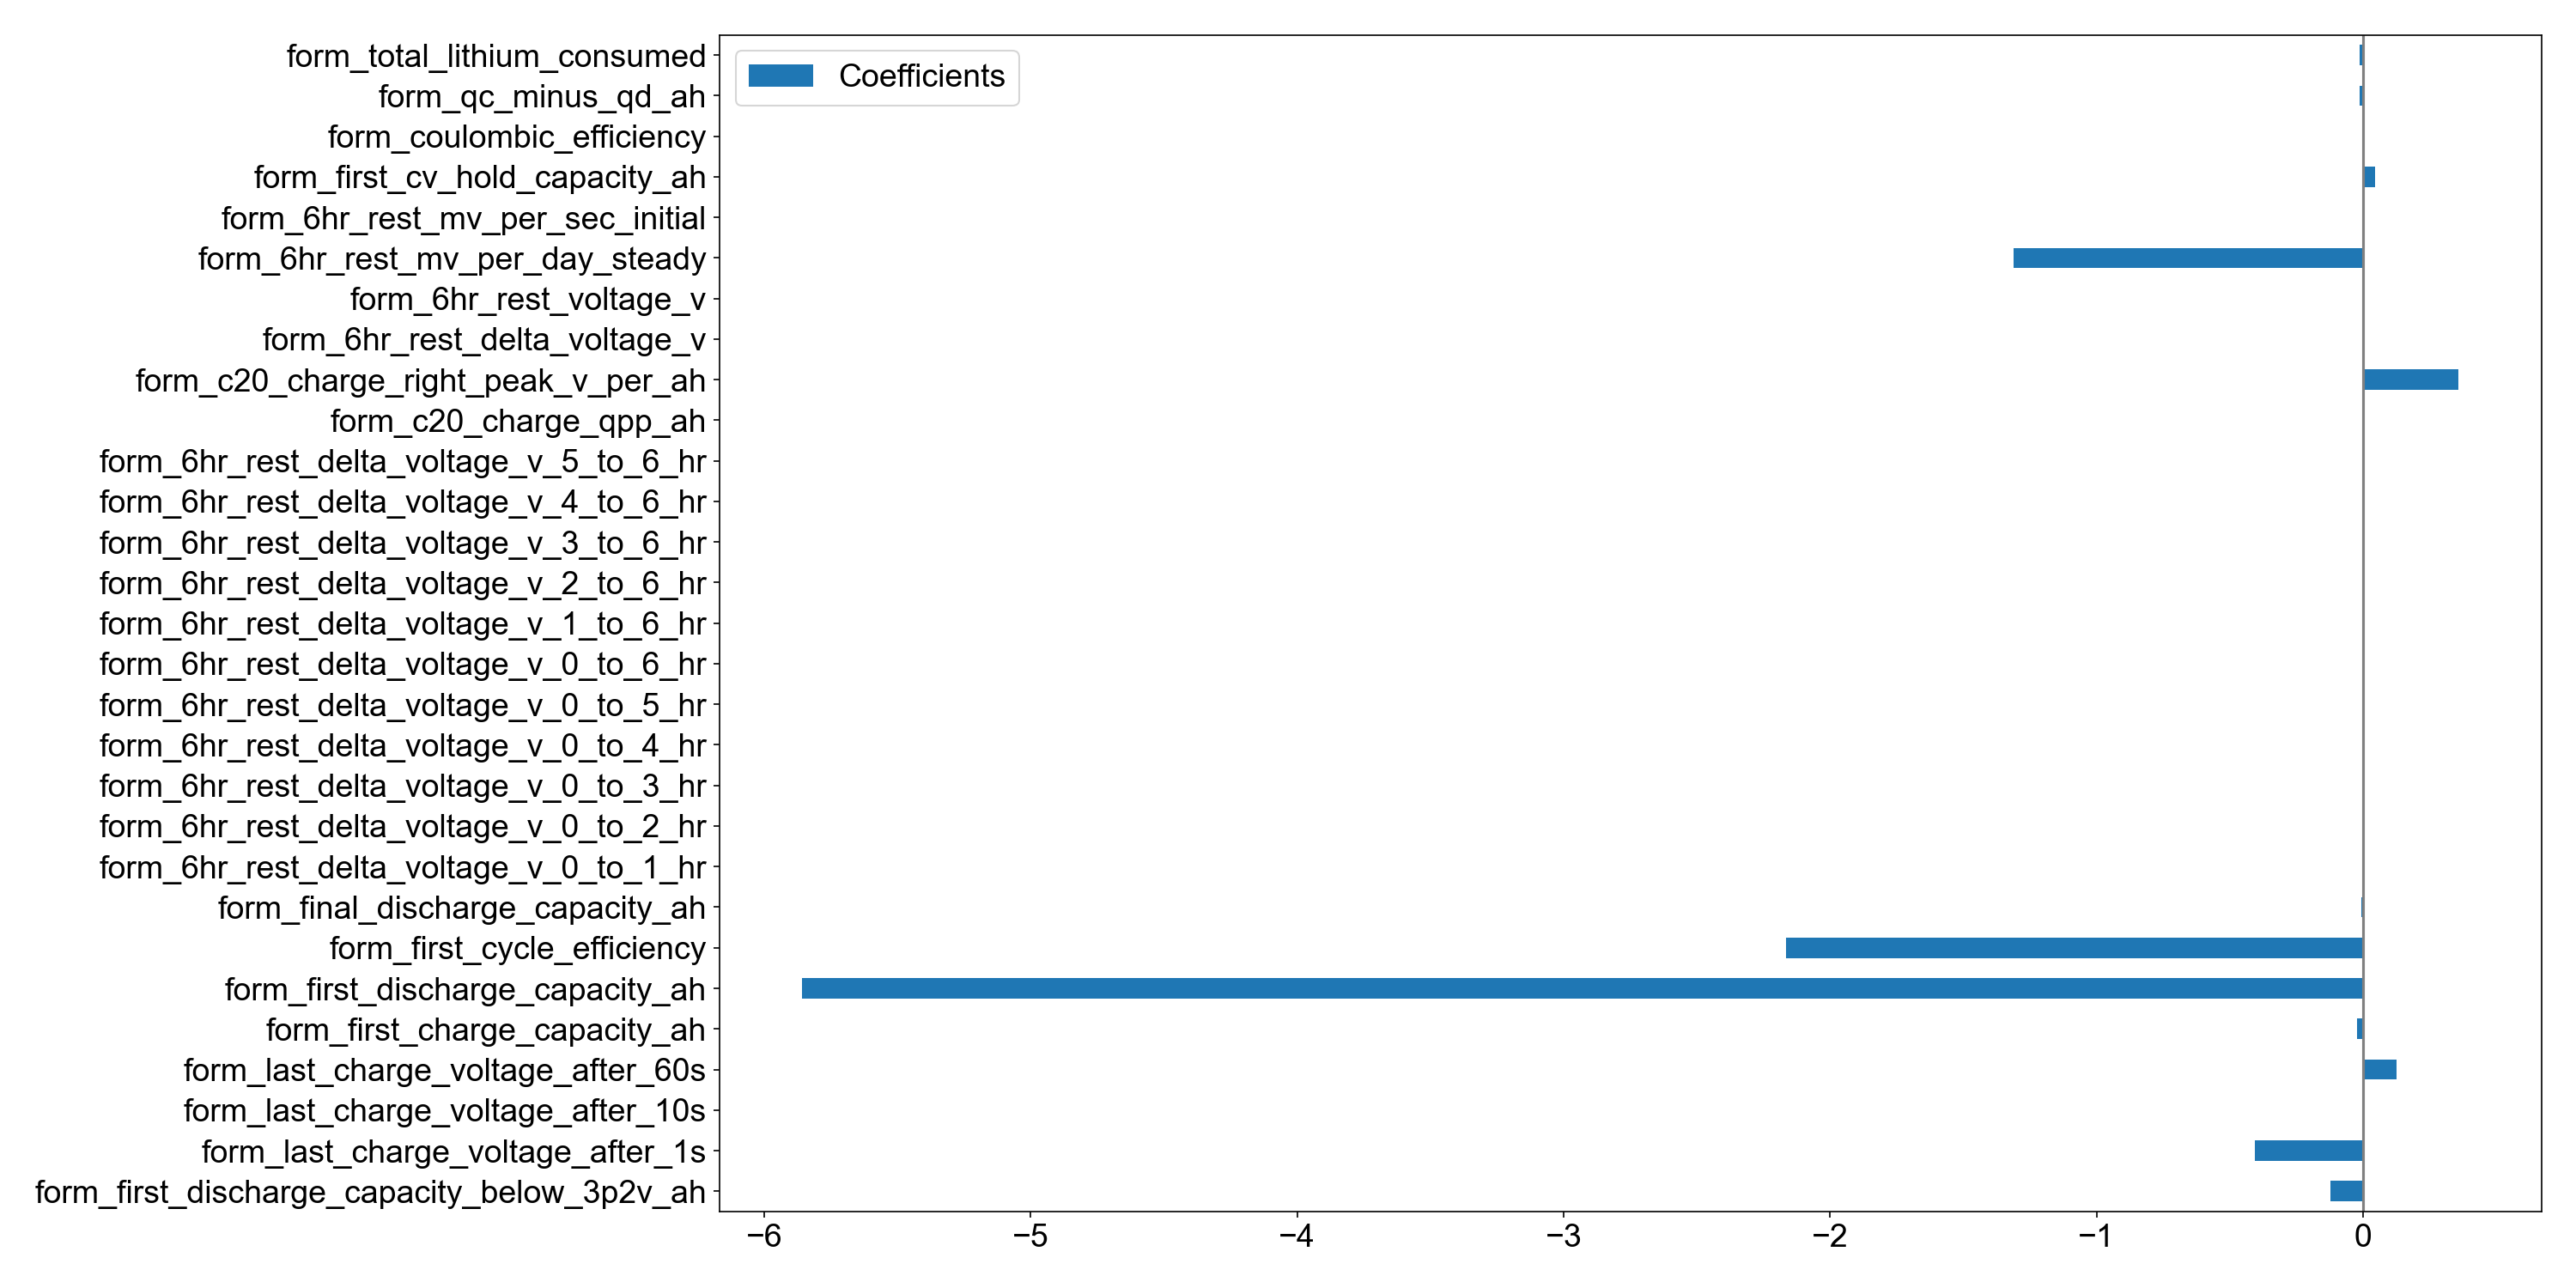 form_total_lithium_consumed
form_qc_minus_qd_ah
form_coulombic_efficiency
form_first_cv_hold_capacity_ah
form_6hr_rest_mv_per_sec_initial
form_6hr_rest_mv_per_day_steady
form_6hr_rest_voltage_v
form_6hr_rest_delta_voltage_v
form_c20_charge_right_peak_v_per_ah
form_c20_charge_qpp_ah
form_6hr_rest_delta_voltage_v_5_to_6_hr
form_6hr_rest_delta_voltage_v_4_to_6_hr
form_6hr_rest_delta_voltage_v_3_to_6_hr
form_6hr_rest_delta_voltage_v_2_to_6_hr
form_6hr_rest_delta_voltage_v_1_to_6_hr
form_6hr_rest_delta_voltage_v_0_to_6_hr
form_6hr_rest_delta_voltage_v_0_to_5_hr
form_6hr_rest_delta_voltage_v_0_to_4_hr
form_6hr_rest_delta_voltage_v_0_to_3_hr
form_6hr_rest_delta_voltage_v_0_to_2_hr
form_6hr_rest_delta_voltage_v_0_to_1_hr
form_final_discharge_capacity_ah
form_first_cycle_efficiency
form_first_discharge_capacity_ah
form_first_charge_capacity_ah
form_last_charge_voltage_after_60s
form_last_charge_voltage_after_10s
form_last_charge_voltage_after_1s
form_first_discharge_capacity_below_3p2v_ah
Coefficients
−6 −5 −4 −3 −2 −1 0